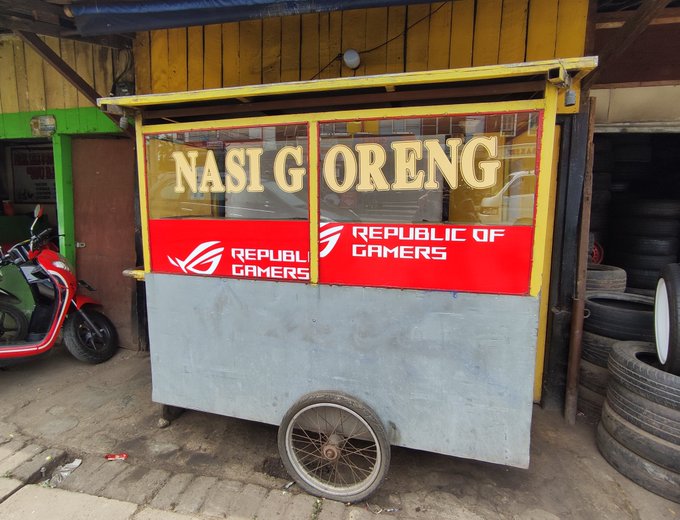 NASI GORENG
REPUBLIC
GAMERS
REPUBLIC OF
GAMERS